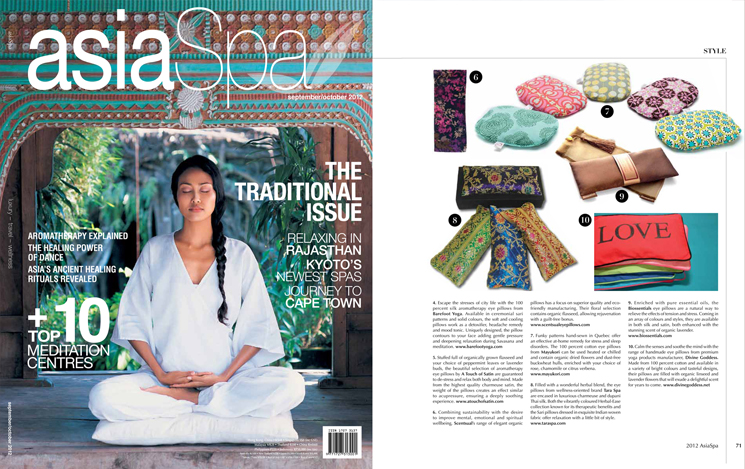 asiaSpa
september/october 2012
luxury – travel – wellness
THE
TRADITIONAL
ISSUE
RELAXING IN
RAJASTHAN
KYOTO'S
NEWEST SPAS
JOURNEY TO
CAPE TOWN
AROMATHERAPY EXPLAINED
THE HEALING POWER
OF DANCE
ASIA'S ANCIENT HEALING
RITUALS REVEALED
+10
TOP
MEDITATION
CENTRES
september/october 2012
STYLE
6
7
8
9
10
LOVE
4. Escape the stresses of city life with the 100
percent silk aromatherapy eye pillows from
Barefoot Yoga. Available in ceremonial sari
patterns and solid colours, the soft and cooling
pillows work as a detoxifier, headache remedy
and mood tonic. Uniquely designed, the pillow
contours to your face adding gentle pressure
and deepening relaxation during Savasana and
meditation. www.barefootyoga.com
5. Stuffed full of organically grown flaxseed and
your choice of peppermint leaves or lavender
buds, the beautiful selection of aromatherapy
eye pillows by A Touch of Satin are guaranteed
to de-stress and relax both body and mind. Made
from the highest quality charmeuse satin, the
weight of the pillows creates an effect similar
to acupressure, ensuring a deeply soothing
experience. www.atouchofsatin.com
6. Combining sustainability with the desire
to improve mental, emotional and spiritual
wellbeing, Scentual's range of elegant organic
pillows has a focus on superior quality and eco-
friendly manufacturing. Their floral selection
contains organic flaxseed, allowing rejuvenation
with a guilt-free bonus.
www.scentualeyepillows.com
7. Funky patterns hand-sewn in Quebec offer
an effective at-home remedy for stress and sleep
disorders. The 100 percent cotton eye pillows
from Mayukori can be used heated or chilled
and contain organic dried flowers and dust-free
buckwheat hulls, enriched with your choice of
rose, chamomile or citrus verbena.
www.mayukori.com
8. Filled with a wonderful herbal blend, the eye
pillows from wellness-oriented brand Tara Spa
are encased in luxurious charmeuse and dupioni
Thai silk. Both the vibrantly coloured Herbal-Ease
collection known for its therapeutic benefits and
the Sari pillows dressed in exquisite Indian-woven
fabric offer relaxation with a little bit of style.
www.taraspa.com
9. Enriched with pure essential oils, the
Bioessentials eye pillows are a natural way to
relieve the effects of tension and stress. Coming in
an array of colours and styles, they are available
in both silk and satin, both enhanced with the
stunning scent of organic lavender.
www.bioessentials.com
10. Calm the senses and soothe the mind with the
range of handmade eye pillows from premium
yoga products manufacturer, Divine Goddess.
Made from 100 percent cotton and available in
a variety of bright colours and tasteful designs,
their pillows are filled with organic linseed and
lavender flowers that will exude a delightful scent
for years to come. www.divinegoddess.net
2012 AsiaSpa 71